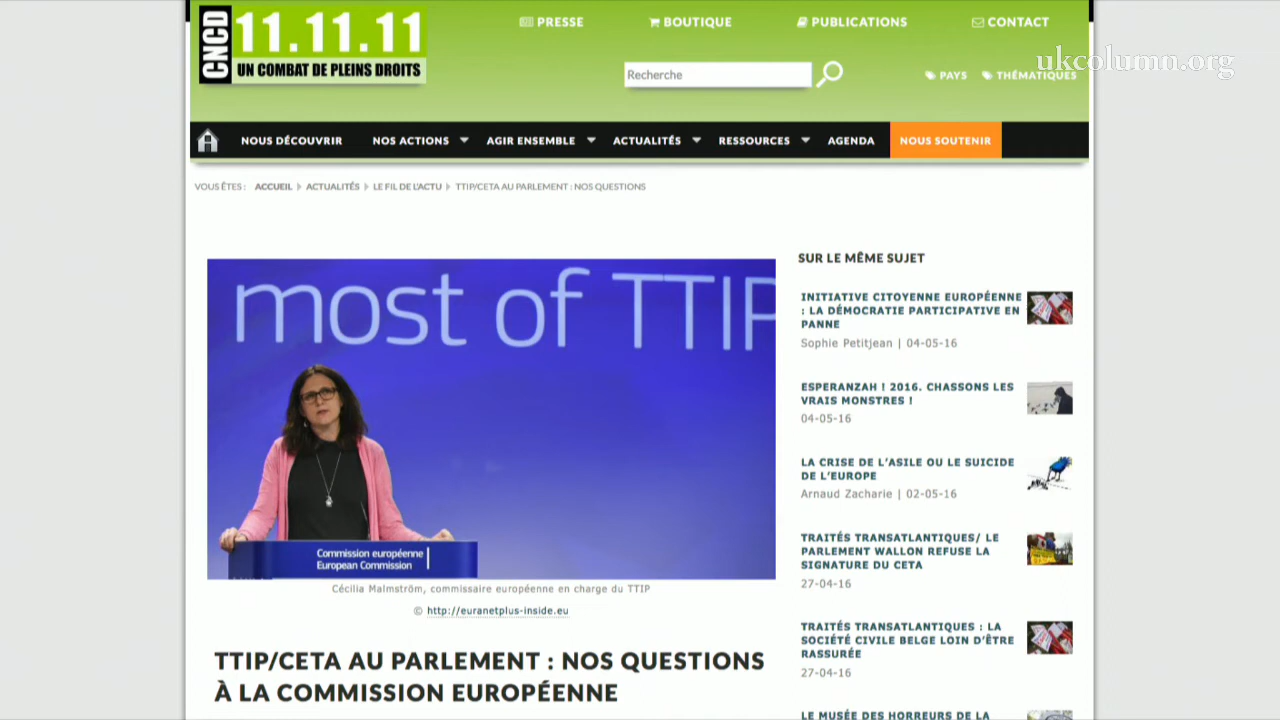 CNCD
11.11.11
UN COMBAT DE PLEINS DROITS
PRESSE
BOUTIQUE
PUBLICATIONS
CONTACT
ukcolumn.org
Recherche
PAYS
THÉMATIQUES
NOUS DÉCOUVRIR
NOS ACTIONS
AGIR ENSEMBLE
ACTUALITÉS
RESSOURCES
AGENDA
NOUS SOUTENIR
VOUS ÊTES : ACCUEIL ACTUALITÉS LE FIL DE L'ACTU TTIP/CETA AU PARLEMENT : NOS QUESTIONS
most of TTIP
Commission européenne
European Commission
Cécilia Malmström, commissaire européenne en charge du TTIP
© http://euranetplus-inside.eu
TTIP/CETA AU PARLEMENT : NOS QUESTIONS
À LA COMMISSION EUROPÉENNE
SUR LE MÊME SUJET
INITIATIVE CITOYENNE EUROPÉENNE
: LA DÉMOCRATIE PARTICIPATIVE EN
PANNE
Sophie Petitjean | 04-05-16
ESPERANZAH ! 2016. CHASSONS LES
VRAIS MONSTRES !
04-05-16
LA CRISE DE L'ASILE OU LE SUICIDE
DE L'EUROPE
Arnaud Zacharie | 02-05-16
TRAITÉS TRANSATLANTIQUES/ LE
PARLEMENT WALLON REFUSE LA
SIGNATURE DU CETA
27-04-16
TRAITÉS TRANSATLANTIQUES : LA
SOCIÉTÉ CIVILE BELGE LOIN D'ÊTRE
RASSURÉE
27-04-16
LE MUSÉE DES HORREURS DE LA